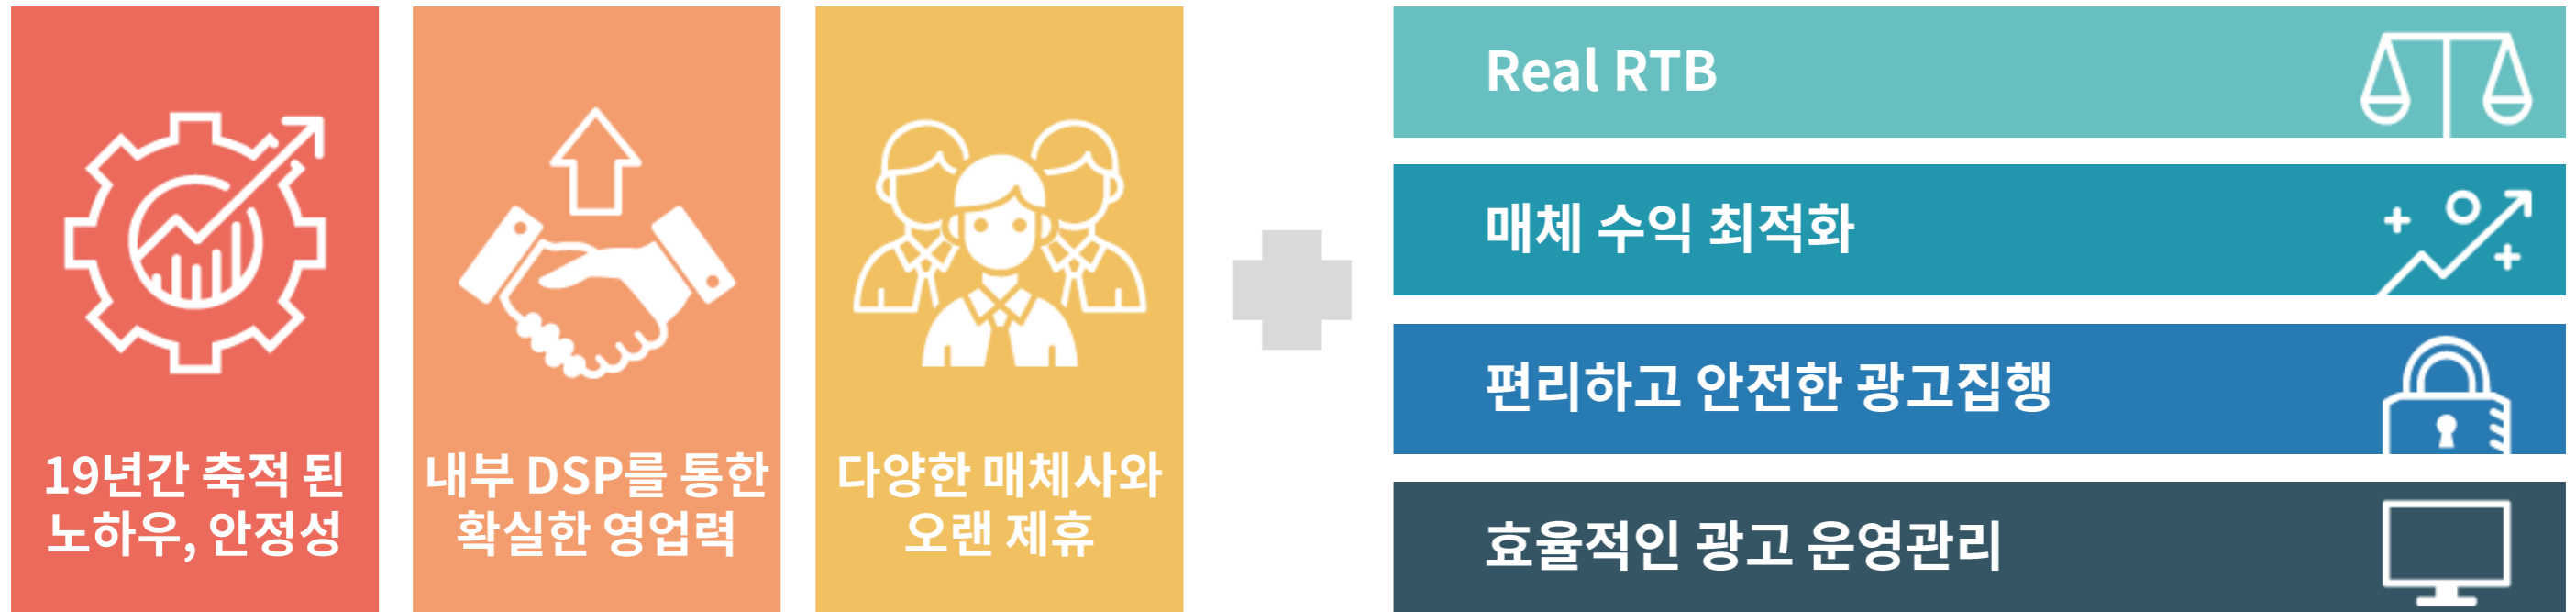 19년간 축적 된
노하우, 안정성
내부 DSP를 통한
확실한 영업력
다양한 매체사와
오랜 제휴
Real RTB
매체 수익 최적화
편리하고 안전한 광고집행
효율적인 광고 운영관리